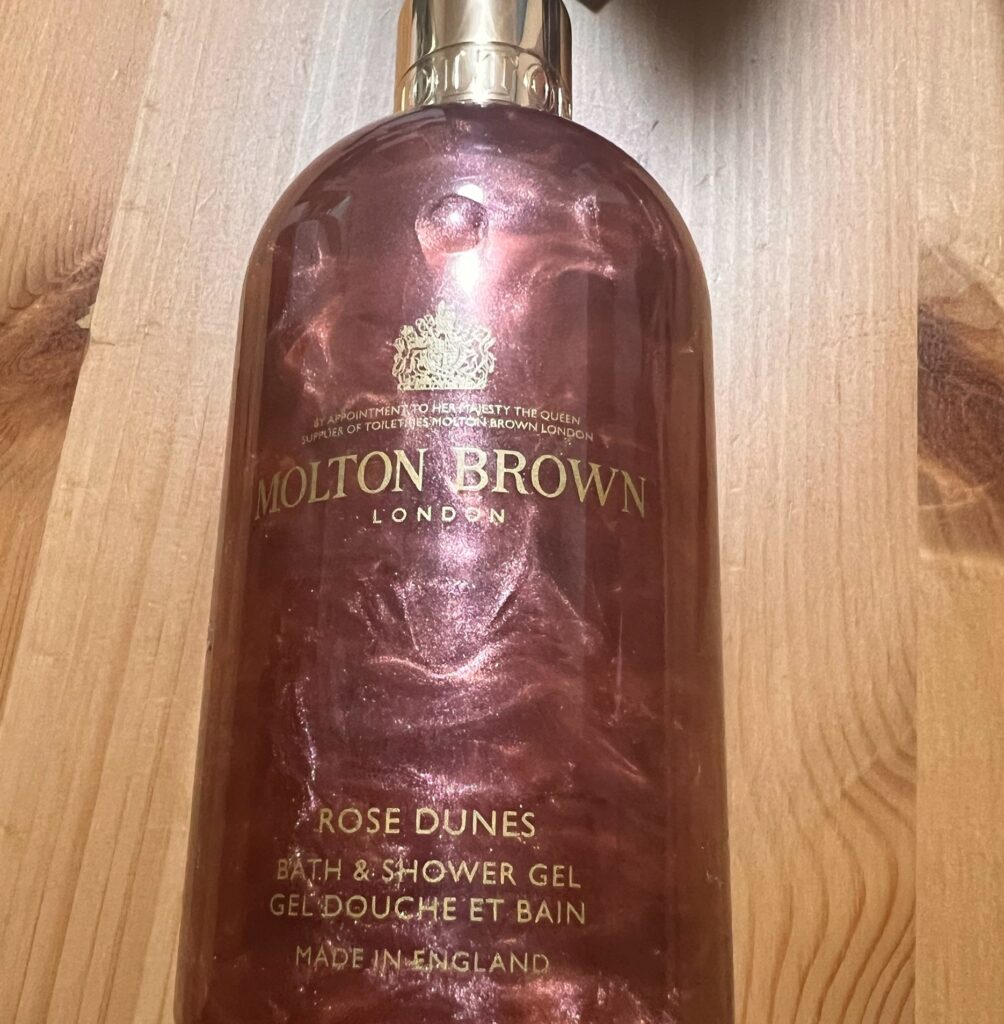 BY APPOINTMENT TO HER MAJESTY THE QUEEN
SUPPLIER OF TOILETRIES MOLTON BROWN LONDON
MOLTON BROWN
LONDON
ROSE DUNES
BATH & SHOWER GEL
GEL DOUCHE ET BAIN
MADE IN ENGLAND